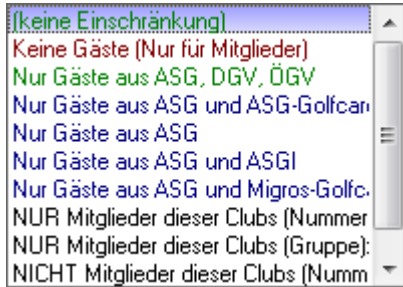 (keine Einschränkung)
Keine Gäste (Nur für Mitglieder)
Nur Gäste aus ASG, DGV, ÖGV
Nur Gäste aus ASG und ASG-Golfcar
Nur Gäste aus ASG
Nur Gäste aus ASG und ASGI
Nur Gäste aus ASG und Migros-Golfc
NUR Mitglieder dieser Clubs (Nummer
NUR Mitglieder dieser Clubs (Gruppe):
NICHT Mitglieder dieser Clubs (Numm